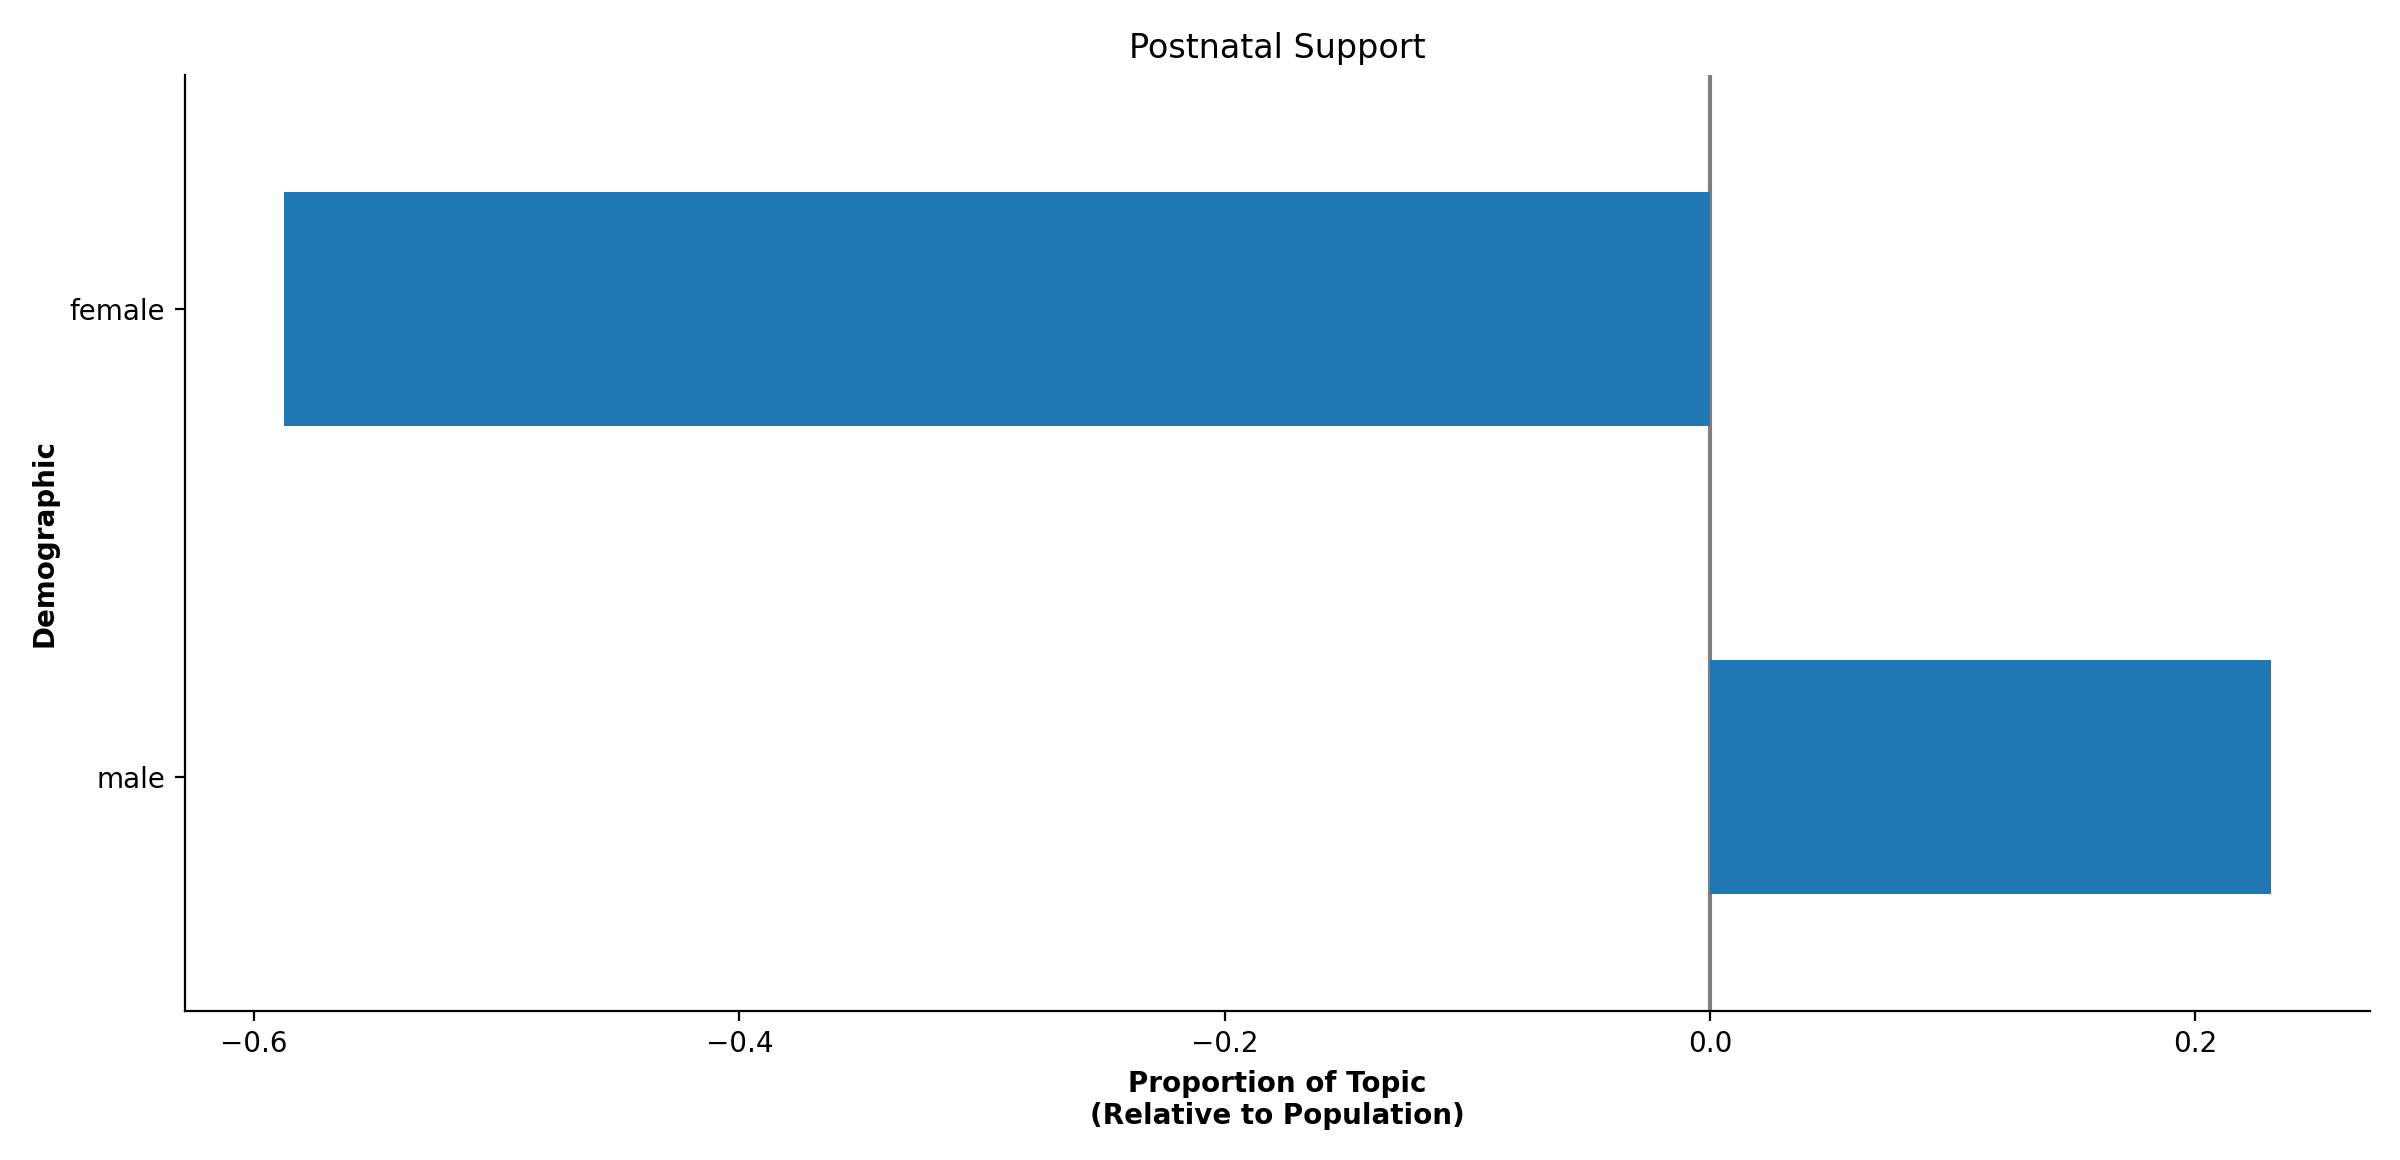 Postnatal Support
Demographic
female
male
−0.6
−0.4
−0.2
0.0
0.2
Proportion of Topic
(Relative to Population)